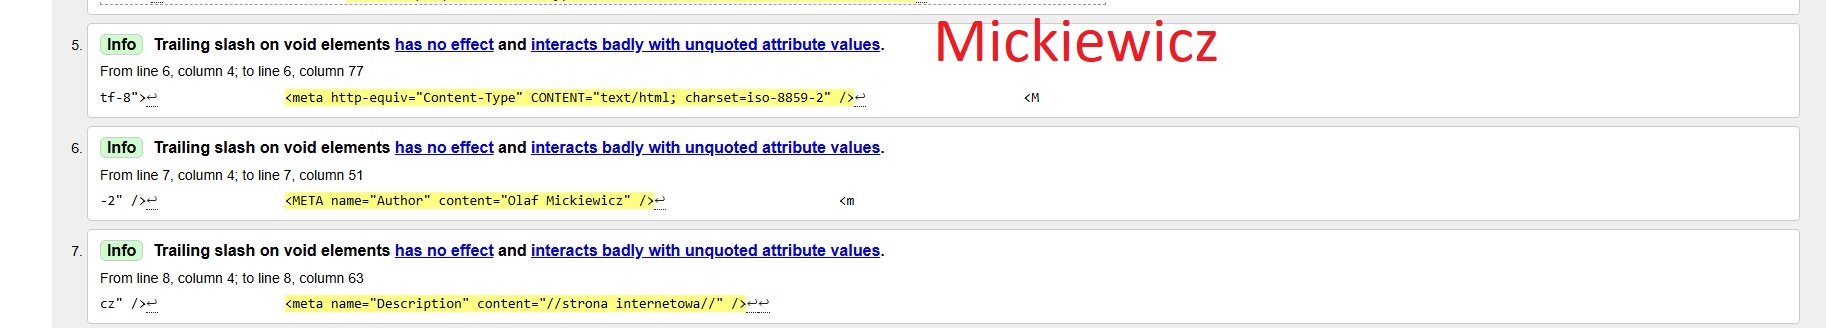 5. Info Trailing slash on void elements has no effect and interacts badly with unquoted attribute values.
Mickiewicz
From line 6, column 4; to line 6, column 77
tf-8">↩ <meta http-equiv="Content-Type" CONTENT="text/html; charset=iso-8859-2" />↩ <M
6. Info Trailing slash on void elements has no effect and interacts badly with unquoted attribute values.
From line 7, column 4; to line 7, column 51
-2" />↩ <META name="Author" content="Olaf Mickiewicz" />↩ <m
7. Info Trailing slash on void elements has no effect and interacts badly with unquoted attribute values.
From line 8, column 4; to line 8, column 63
cz" />↩ <meta name="Description" content="//strona internetowa//" />↩↩